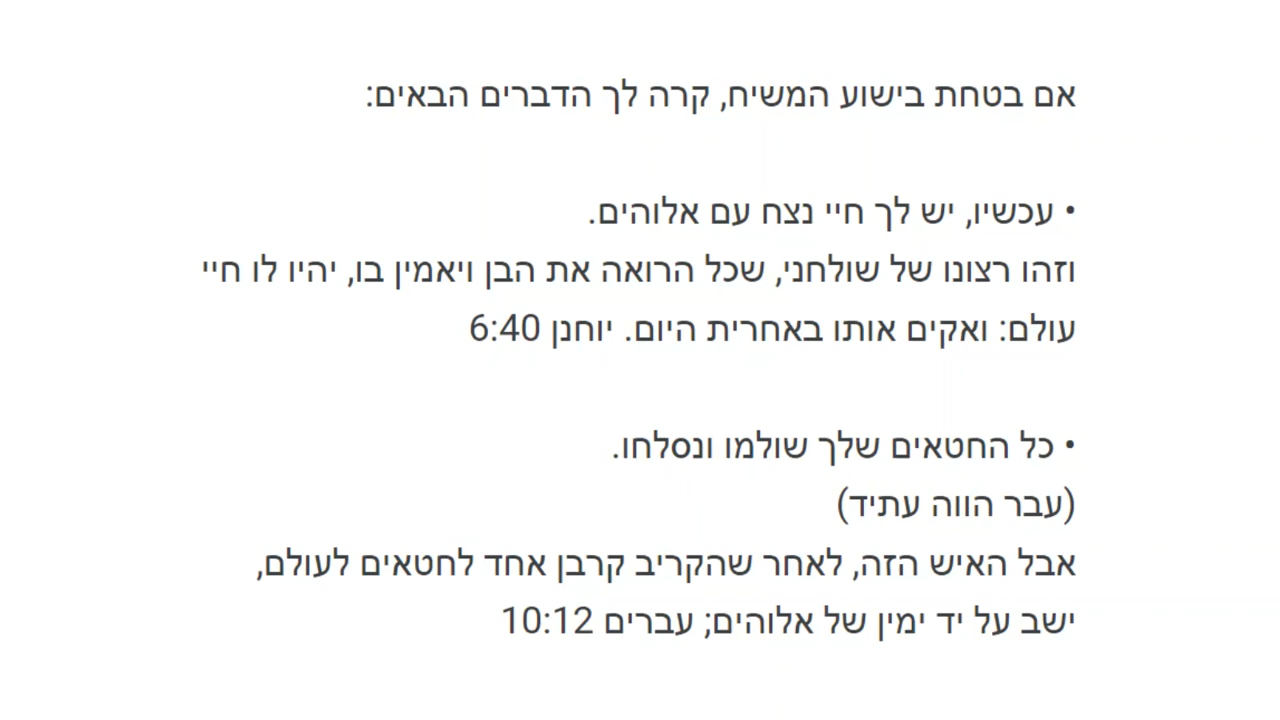 אם בטחת בישוע המשיח, קרה לך הדברים הבאים:
• עכשיו, יש לך חיי נצח עם אלוהים.
וזהו רצונו של שולחני, שכל הרואה את הבן ויאמין בו, יהיו לו חיי
עולם: ואקים אותו באחרית היום. יוחנן 6:40
• כל החטאים שלך שולמו ונסלחו.
(עבר הווה עתיד)
אבל האיש הזה, לאחר שהקריב קרבן אחד לחטאים לעולם,
ישב על יד ימין של אלוהים; עברים 10:12